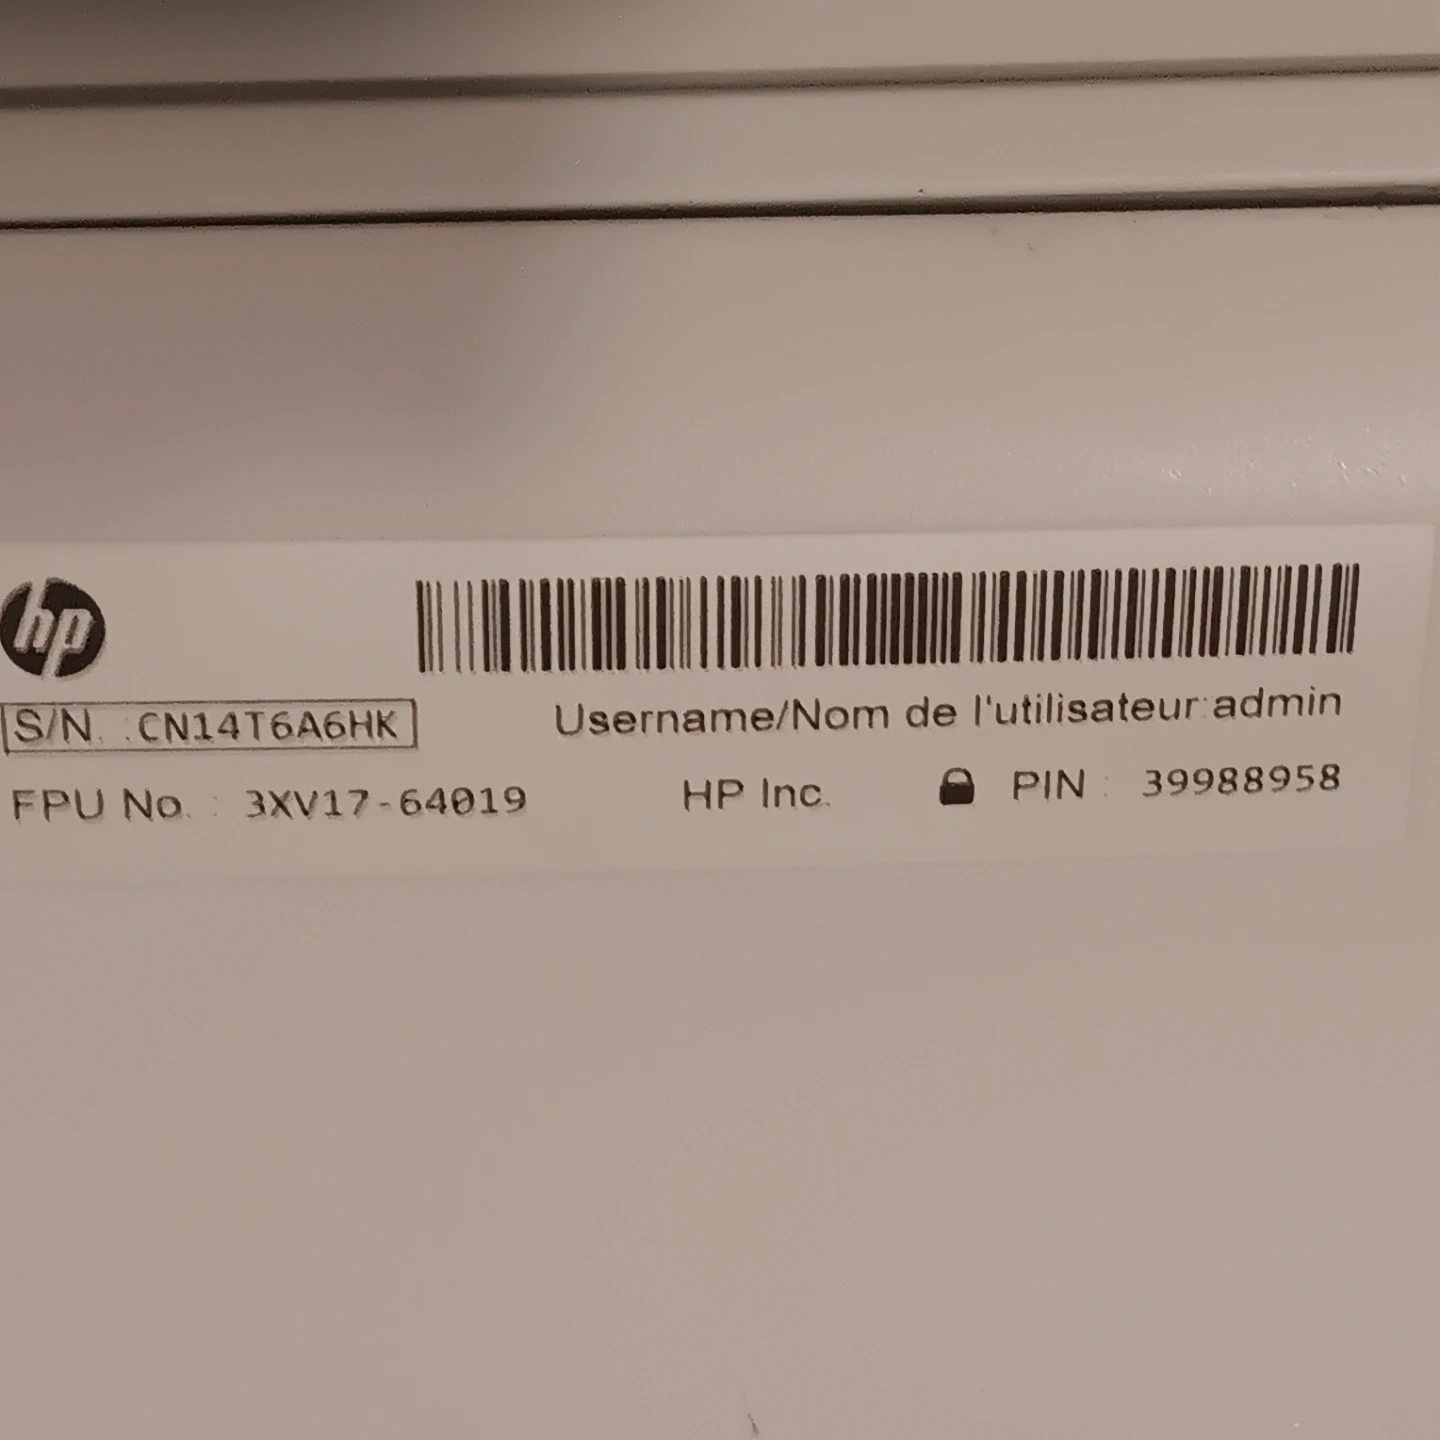 hp
S/N. : CN14T6A6HK
Username/Nom de l'utilisateur:admin
FPU No. : 3XV17-64019
HP Inc.
PIN : 39988958